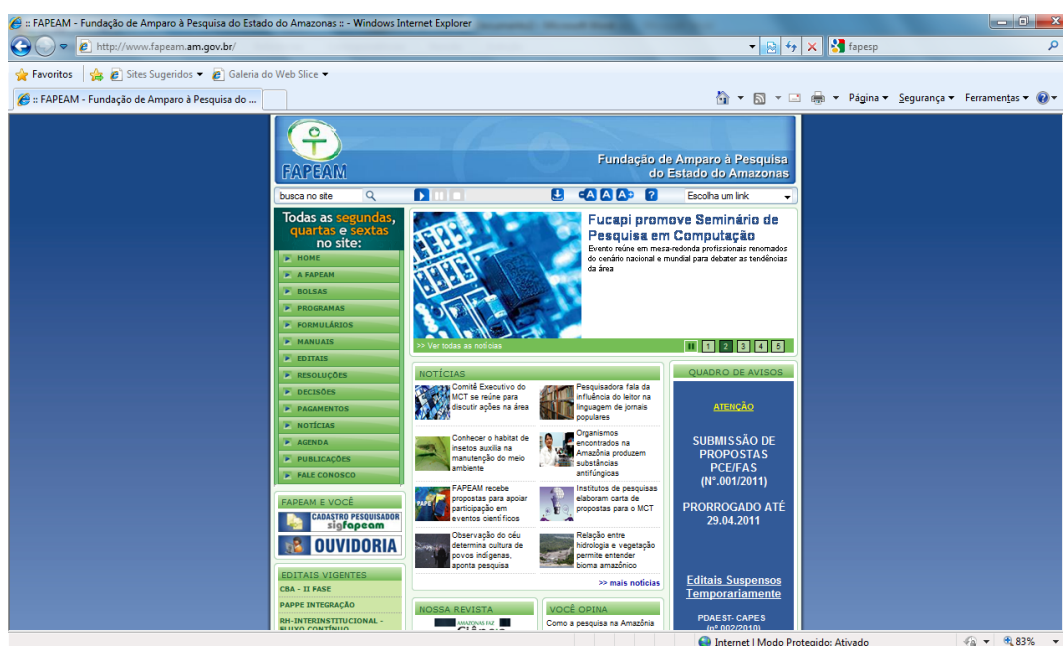 :: FAPEAM - Fundação de Amparo à Pesquisa do Estado do Amazonas :: - Windows Internet Explorer
http://www.fapeam.am.gov.br/
fapesp
Favoritos
Sites Sugeridos
Galeria do Web Slice
:: FAPEAM - Fundação de Amparo à Pesquisa do ...
Página
Segurança
Ferramentas
FAPEAM
Fundação de Amparo à Pesquisa
do Estado do Amazonas
busca no site
-A A A+ ?
Escolha um link
Todas as segundas,
quartas e sextas
no site:
HOME
A FAPEAM
BOLSAS
PROGRAMAS
FORMULÁRIOS
MANUAIS
EDITAIS
RESOLUÇÕES
DECISÕES
PAGAMENTOS
NOTÍCIAS
AGENDA
PUBLICAÇÕES
FALE CONOSCO
Fucapi promove Seminário de
Pesquisa em Computação
Evento reúne em mesa-redonda profissionais renomados
do cenário nacional e mundial para debater as tendências
da área
>> Ver todas as notícias
1 2 3 4 5
NOTÍCIAS
Comitê Executivo do
MCT se reúne para
discutir ações na área
Pesquisadora fala da
influência do leitor na
linguagem de jornais
populares
Conhecer o habitat de
insetos auxilia na
manutenção do meio
ambiente
Organismos
encontrados na
Amazônia produzem
substâncias
antifúngicas
FAPEAM recebe
propostas para apoiar
participação em
eventos científicos
Institutos de pesquisas
elaboram carta de
propostas para o MCT
Observação do céu
determina cultura de
povos indígenas,
aponta pesquisa
Relação entre
hidrologia e vegetação
permite entender
bioma amazônico
>> mais notícias
QUADRO DE AVISOS
ATENÇÃO
SUBMISSÃO DE
PROPOSTAS
PCE/FAS
(N°.001/2011)
PRORROGADO ATÉ
29.04.2011
Editais Suspensos
Temporariamente
PDAEST- CAPES
(nº 002/2010)
FAPEAM E VOCÊ
CADASTRO PESQUISADOR
sigfapeam
OUVIDORIA
EDITAIS VIGENTES
CBA - II FASE
PAPPE INTEGRAÇÃO
RH-INTERINSTITUCIONAL -
FLUXO CONTÍNUO
NOSSA REVISTA
AMAZONAS FAZ
Ciência
VOCÊ OPINA
Como a pesquisa na Amazônia
Internet | Modo Protegido: Ativado
83%